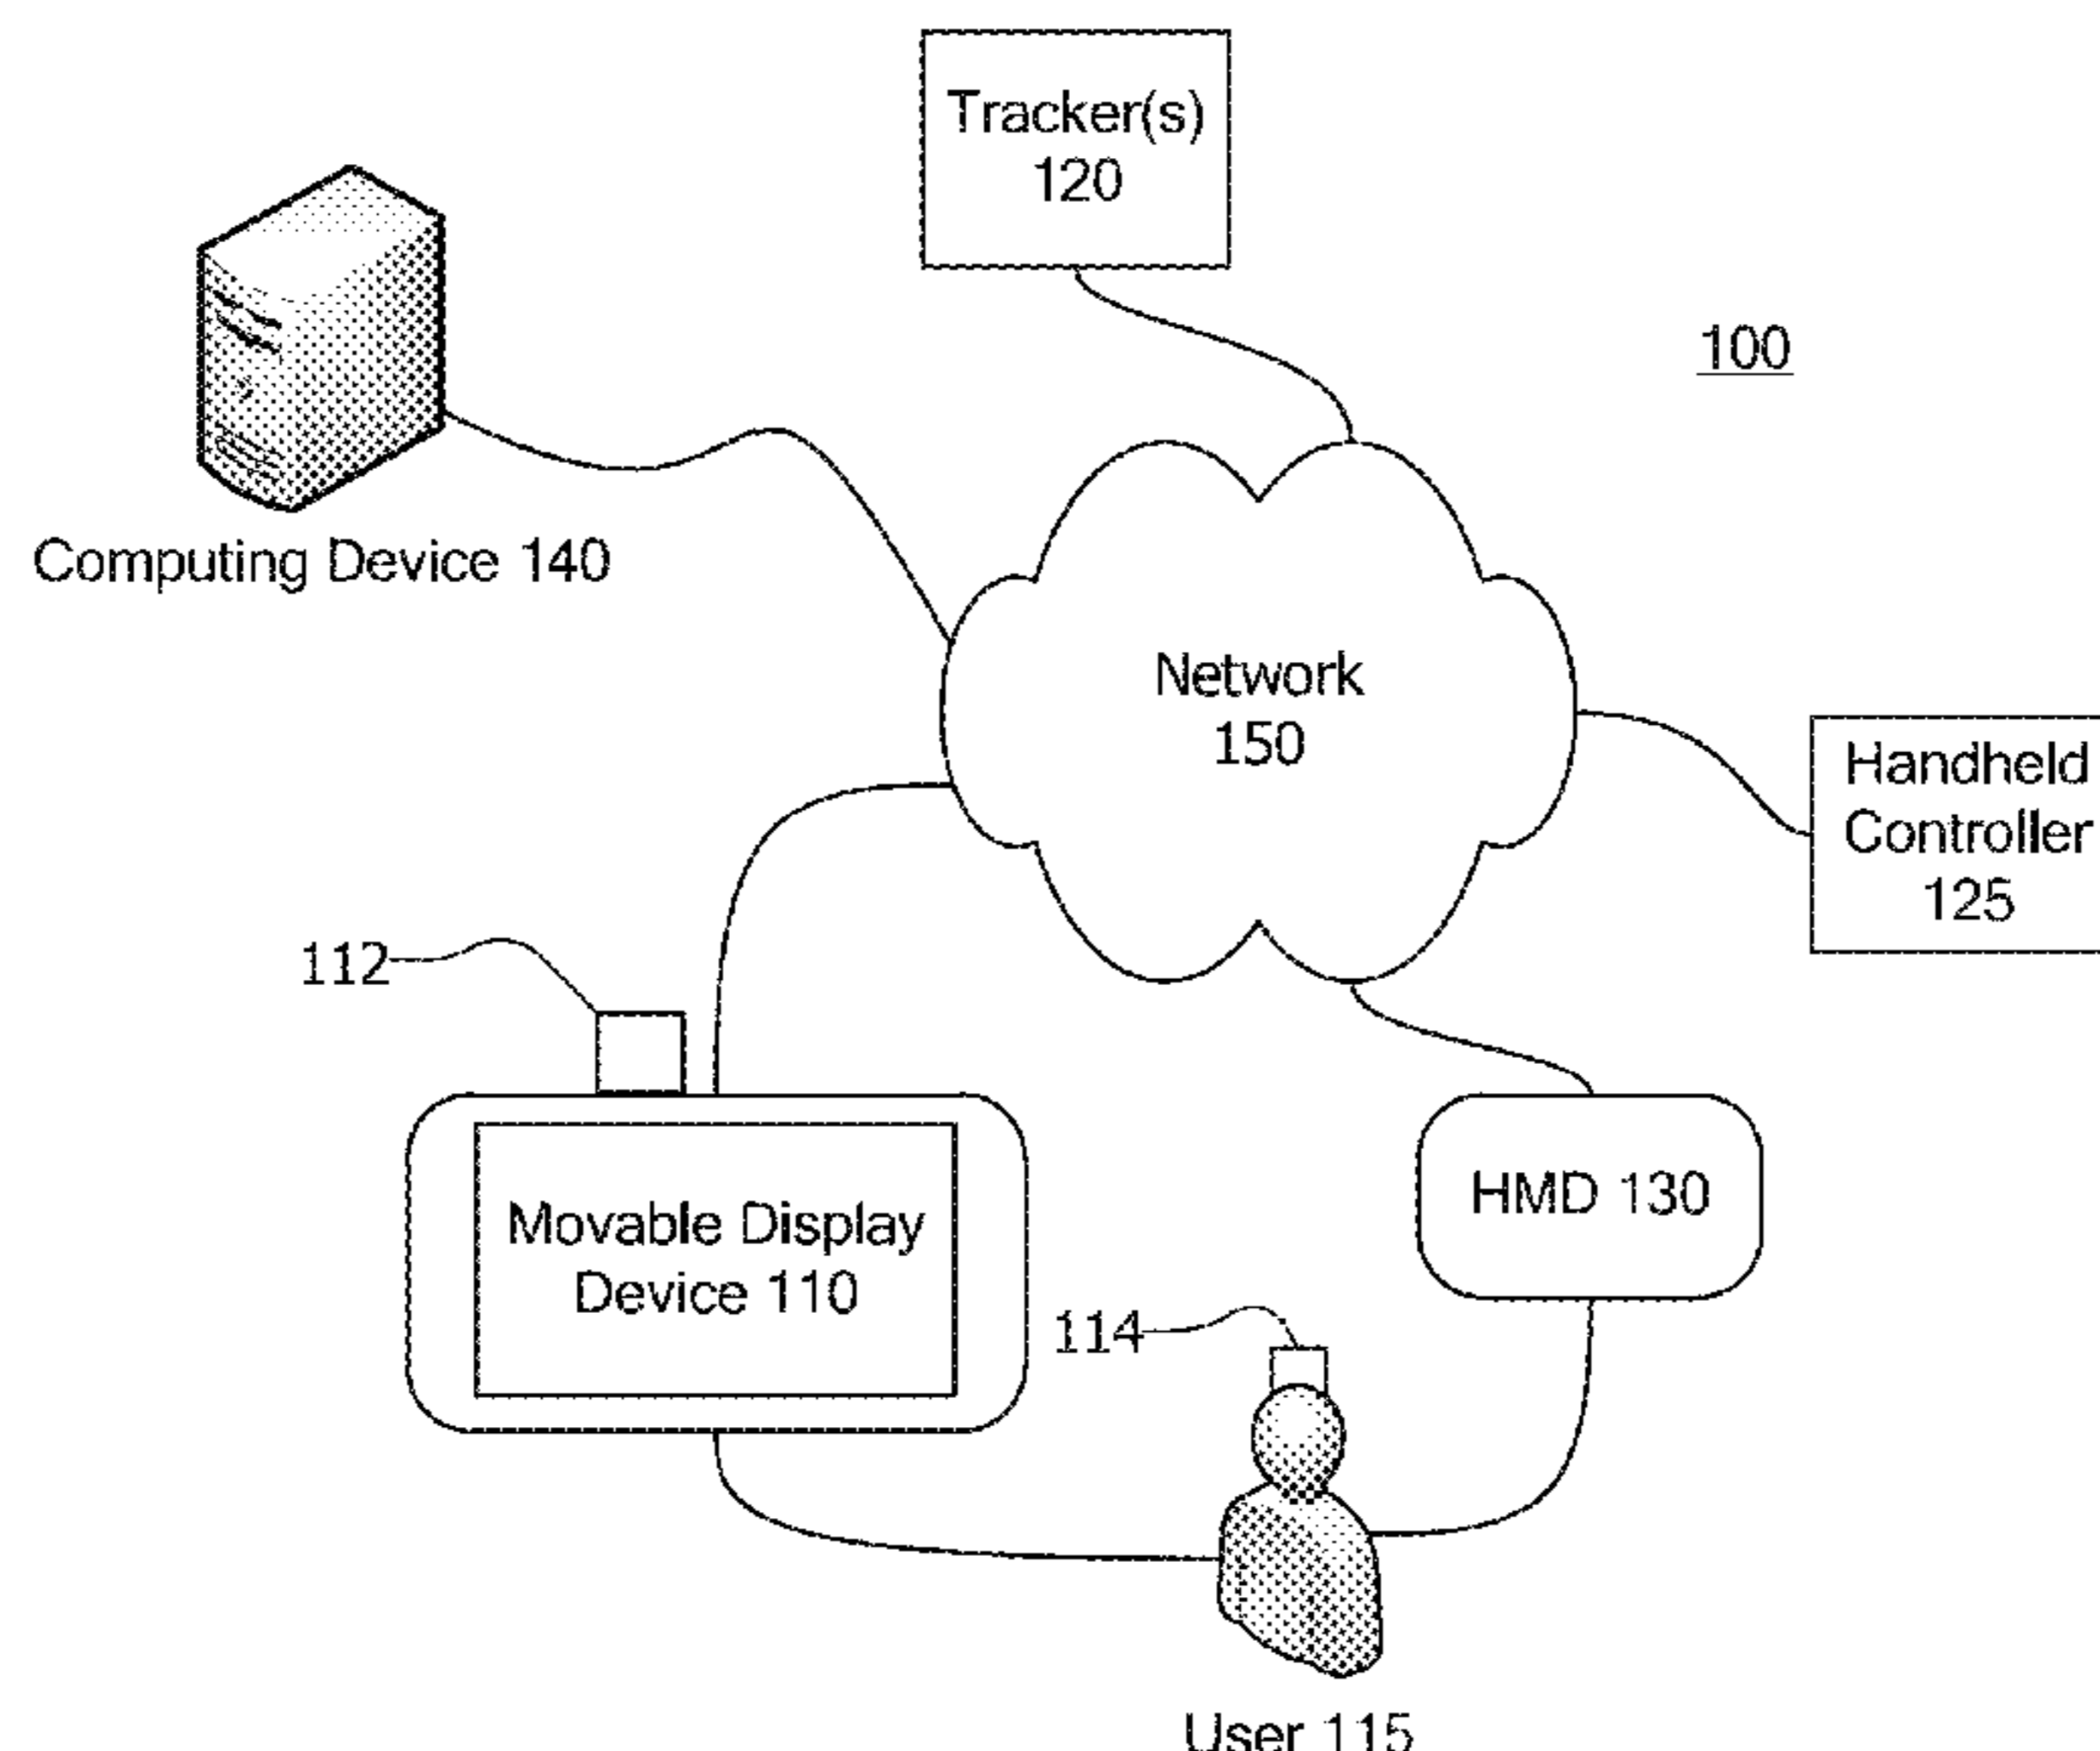 Tracker(s)
120
100
Computing Device 140
Network
150
Handheld
Controller
125
112
Movable Display
Device 110
HMD 130
114
User 115